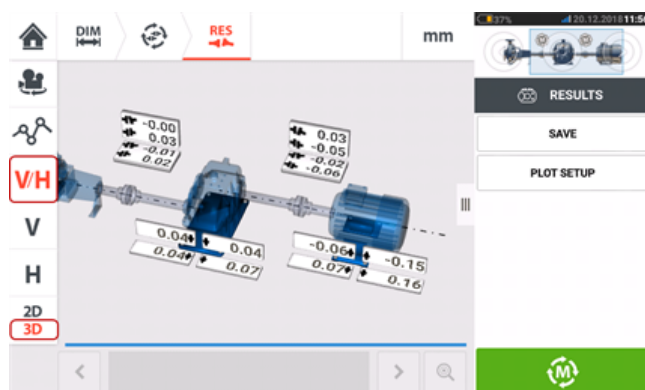 DIM
RES
mm
37%
20.12.2018 11:50
RESULTS
SAVE
PLOT SETUP
V/H
V
H
2D
3D
-0.00
0.03
-0.01
0.02
0.03
-0.05
-0.02
-0.06
0.04
0.04
0.04
0.07
-0.06
-0.15
0.07
0.16
M
M
M